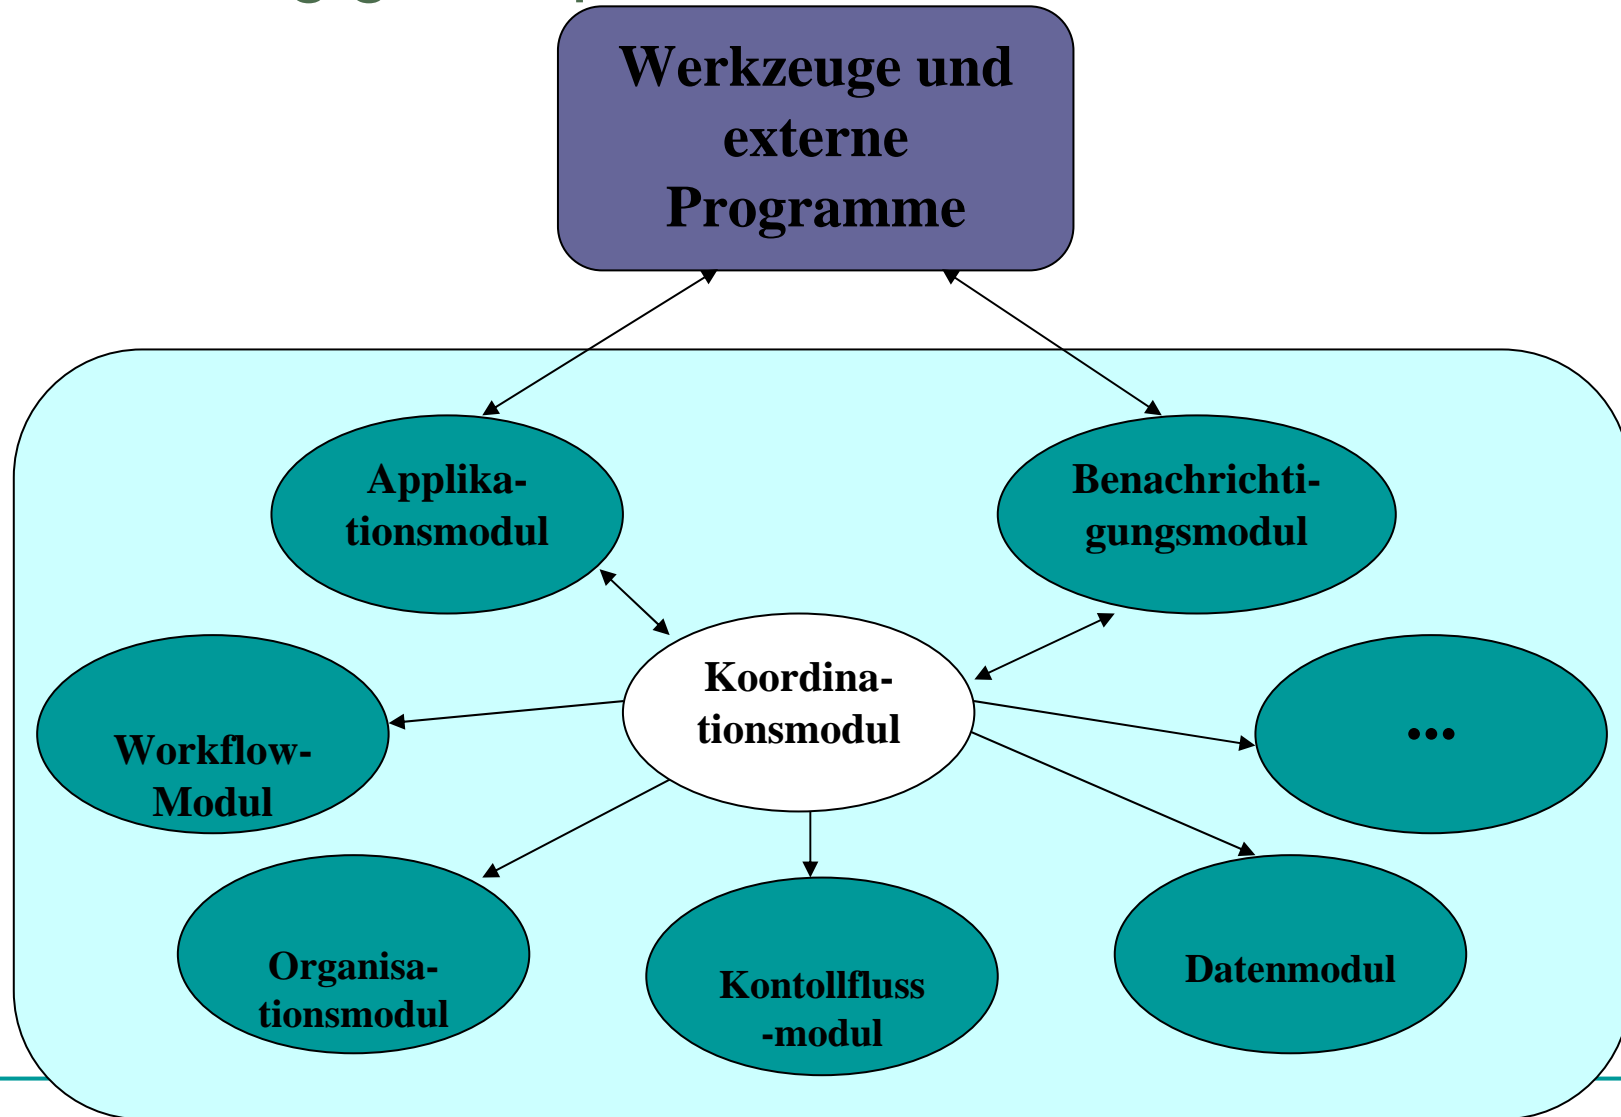 Werkzeuge und
externe
Programme
Applika-
tionsmodul
Benachrichti-
gungsmodul
Koordina-
tionsmodul
Workflow-
Modul
...
Organisa-
tionsmodul
Kontollfluss
-modul
Datenmodul